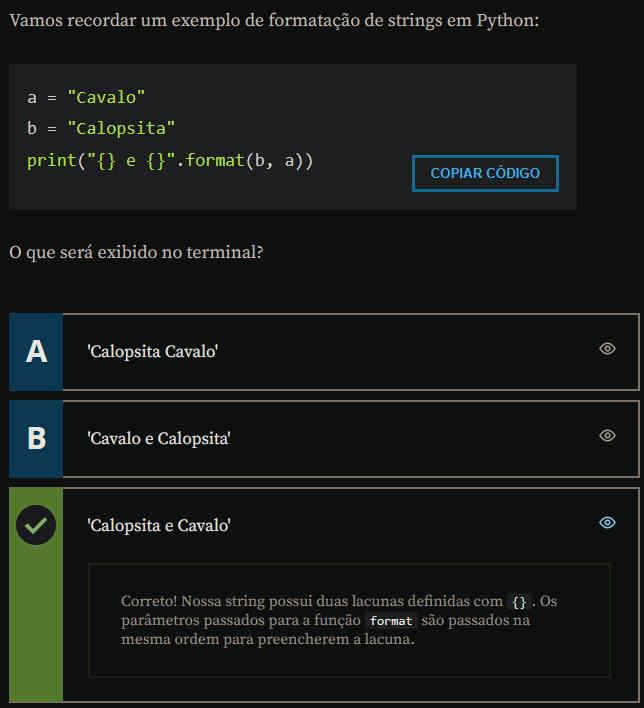 Vamos recordar um exemplo de formatação de strings em Python:
a = "Cavalo"
b = "Calopsita"
print("{} e {}".format(b, a))
COPIAR CÓDIGO
O que será exibido no terminal?
A
'Calopsita Cavalo'
B
'Cavalo e Calopsita'
'Calopsita e Cavalo'
Correto! Nossa string possui duas lacunas definidas com {}. Os
parâmetros passados para a função format são passados na
mesma ordem para preencherem a lacuna.